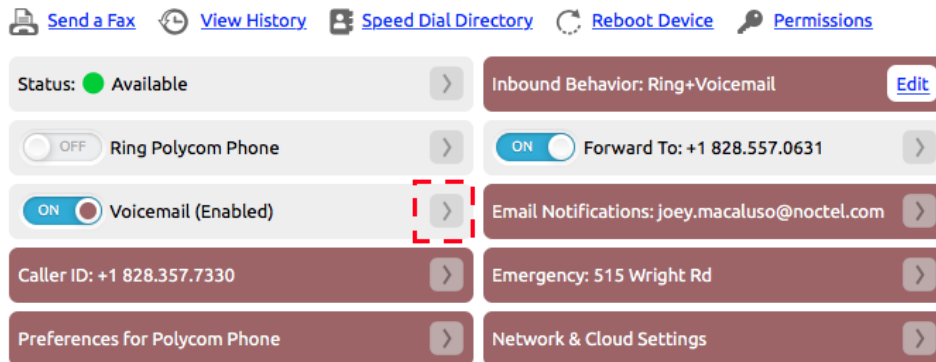 Send a Fax View History Speed Dial Directory Reboot Device Permissions
Status: Available
Inbound Behavior: Ring+Voicemail Edit
OFF Ring Polycom Phone
ON Forward To: +1 828.557.0631
ON Voicemail (Enabled)
Email Notifications: joey.macaluso@noctel.com
Caller ID: +1 828.357.7330
Emergency: 515 Wright Rd
Preferences for Polycom Phone
Network & Cloud Settings